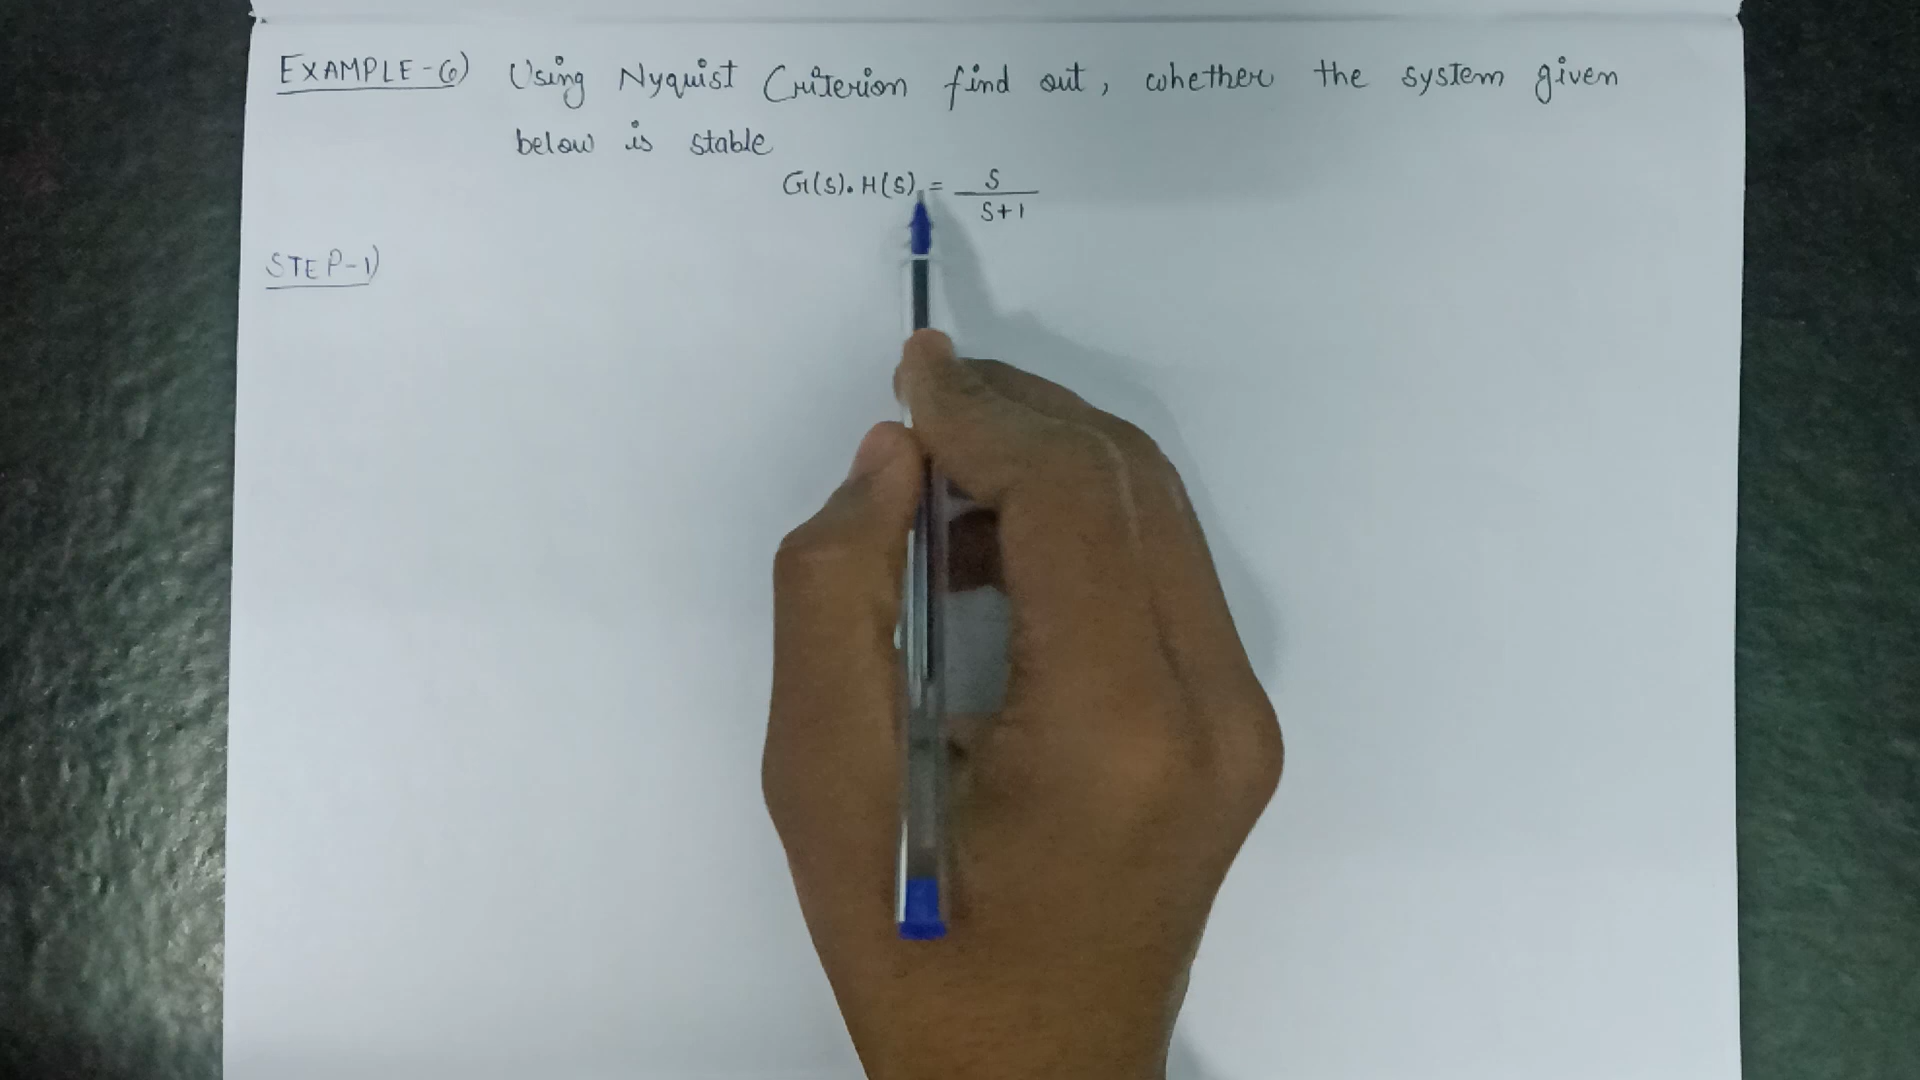 EXAMPLE-6) Using Nyquist Criterion find out, whether the system given
below is stable
G(s).H(s) = s
s+1
STEP-1)